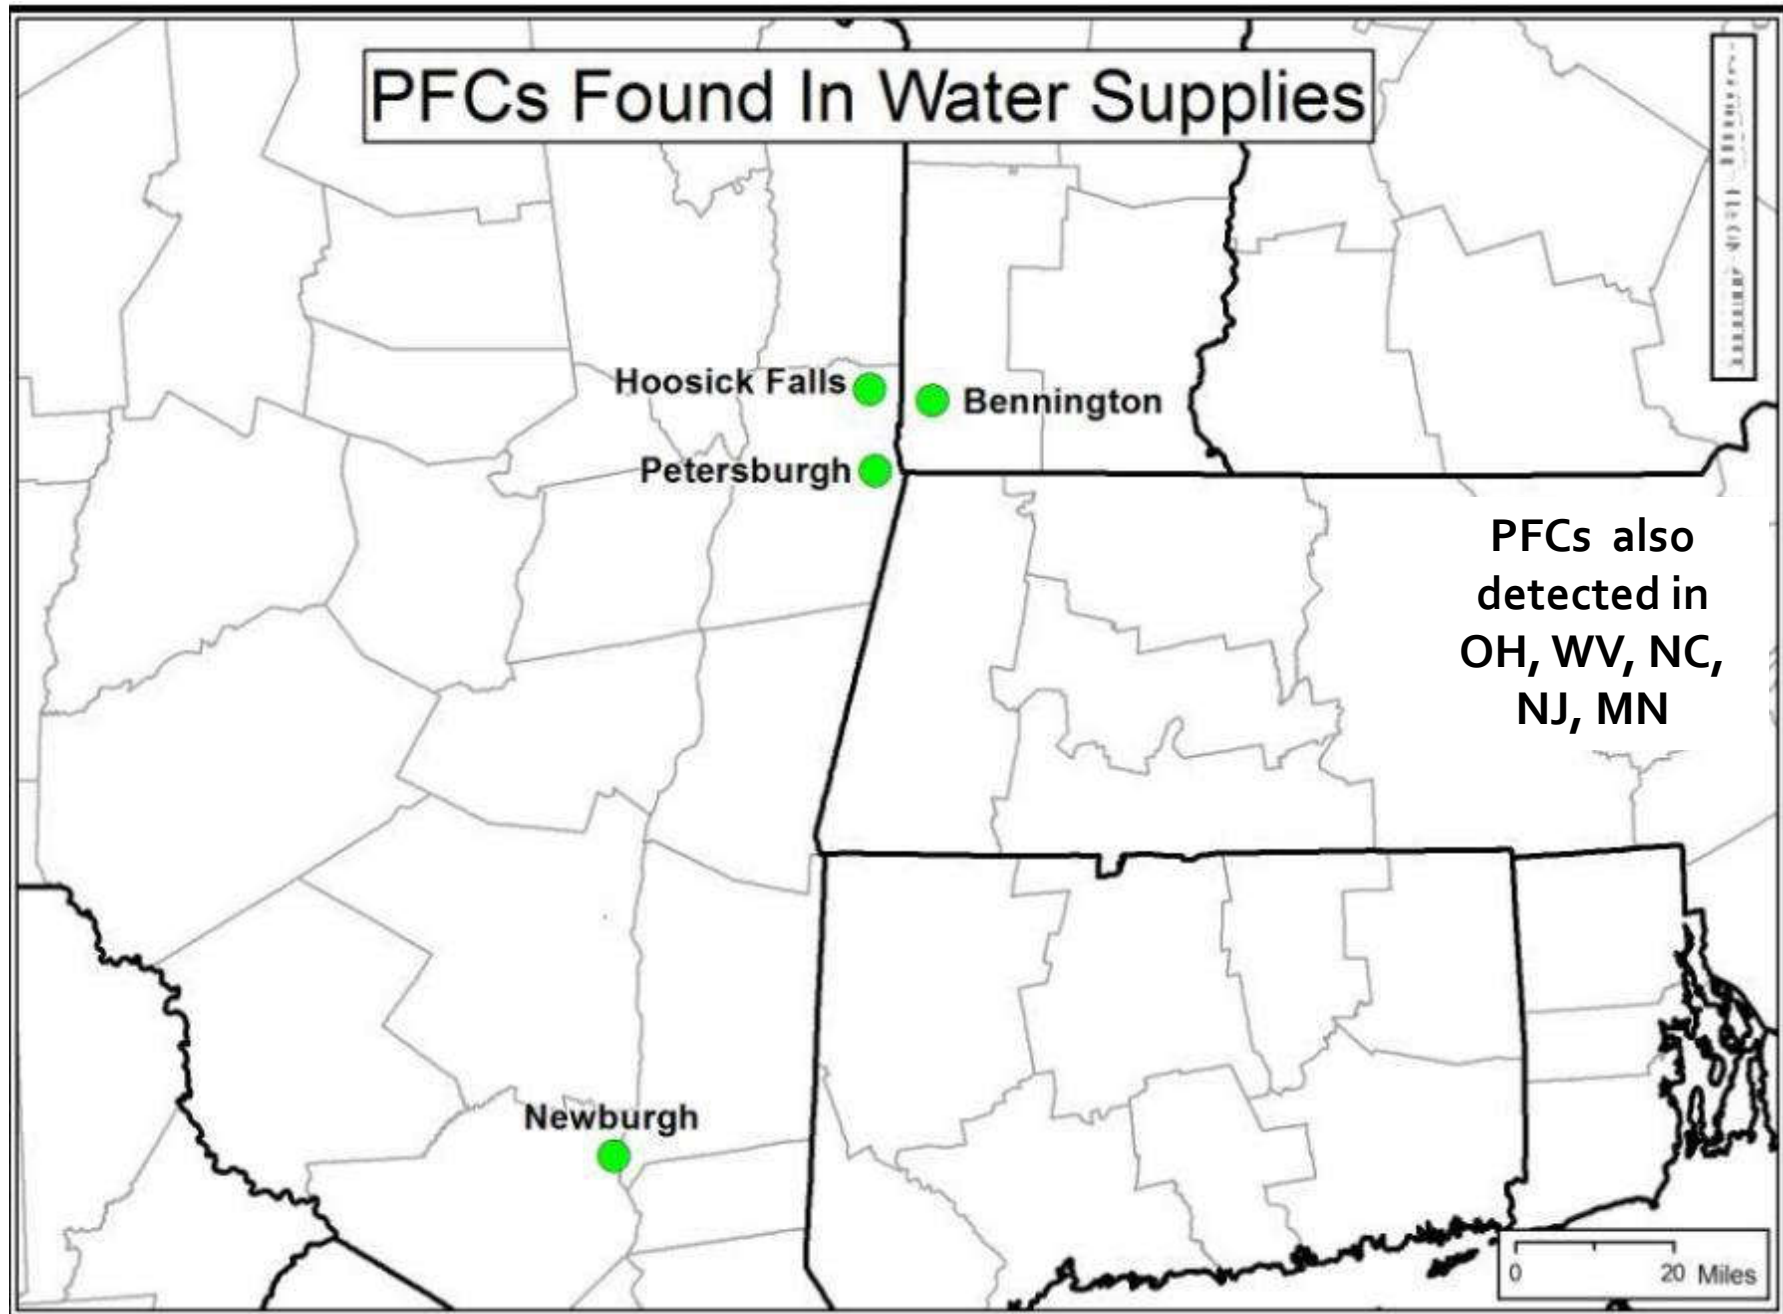 PFCs Found In Water Supplies
Hoosick Falls
Bennington
Petersburgh
PFCs also
detected in
OH, WV, NC,
NJ, MN
Newburgh
0 20 Miles